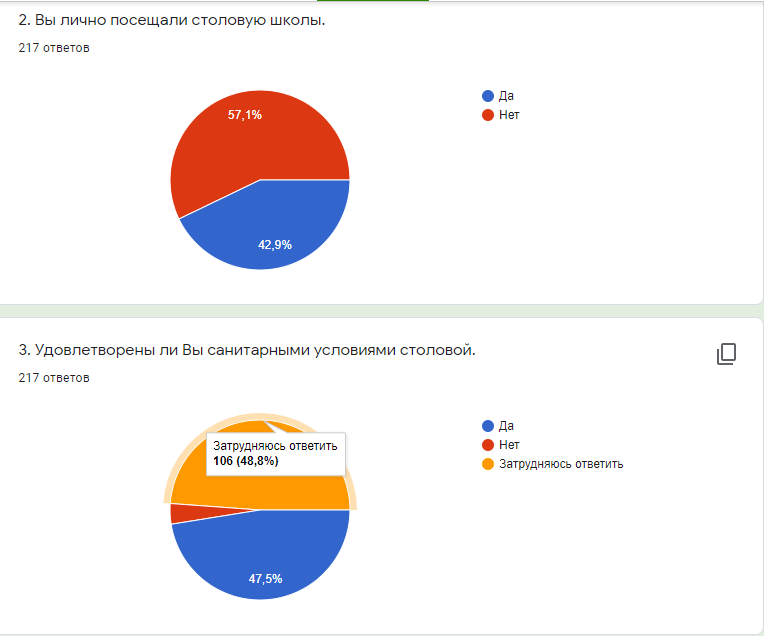 2. Вы лично посещали столовую школы.
217 ответов
Да
Нет
57,1%
42,9%
3. Удовлетворены ли Вы санитарными условиями столовой.
217 ответов
Да
Нет
Затрудняюсь ответить
Затрудняюсь ответить
106 (48,8%)
47,5%